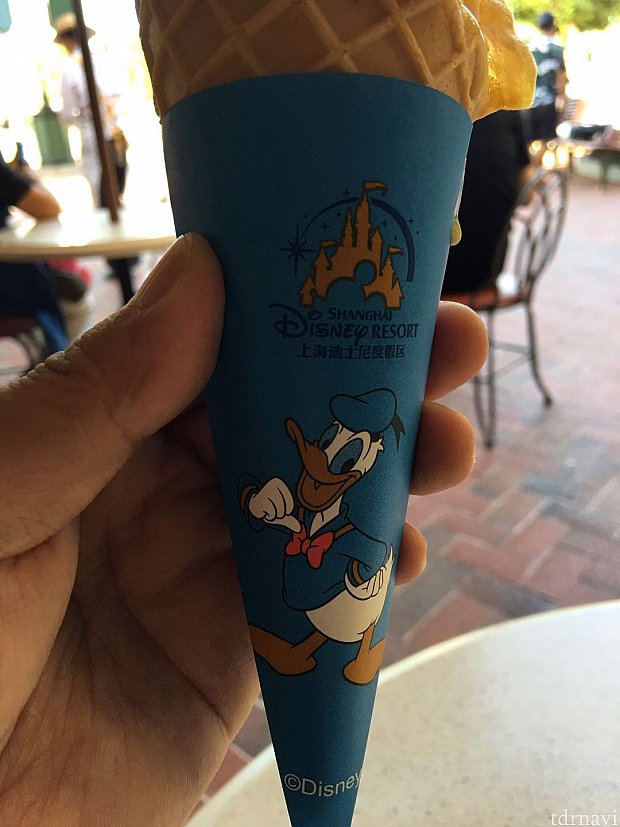 SHANGHAI
DISNEY RESORT
上海迪士尼度假区
©Disney
tdrnavi